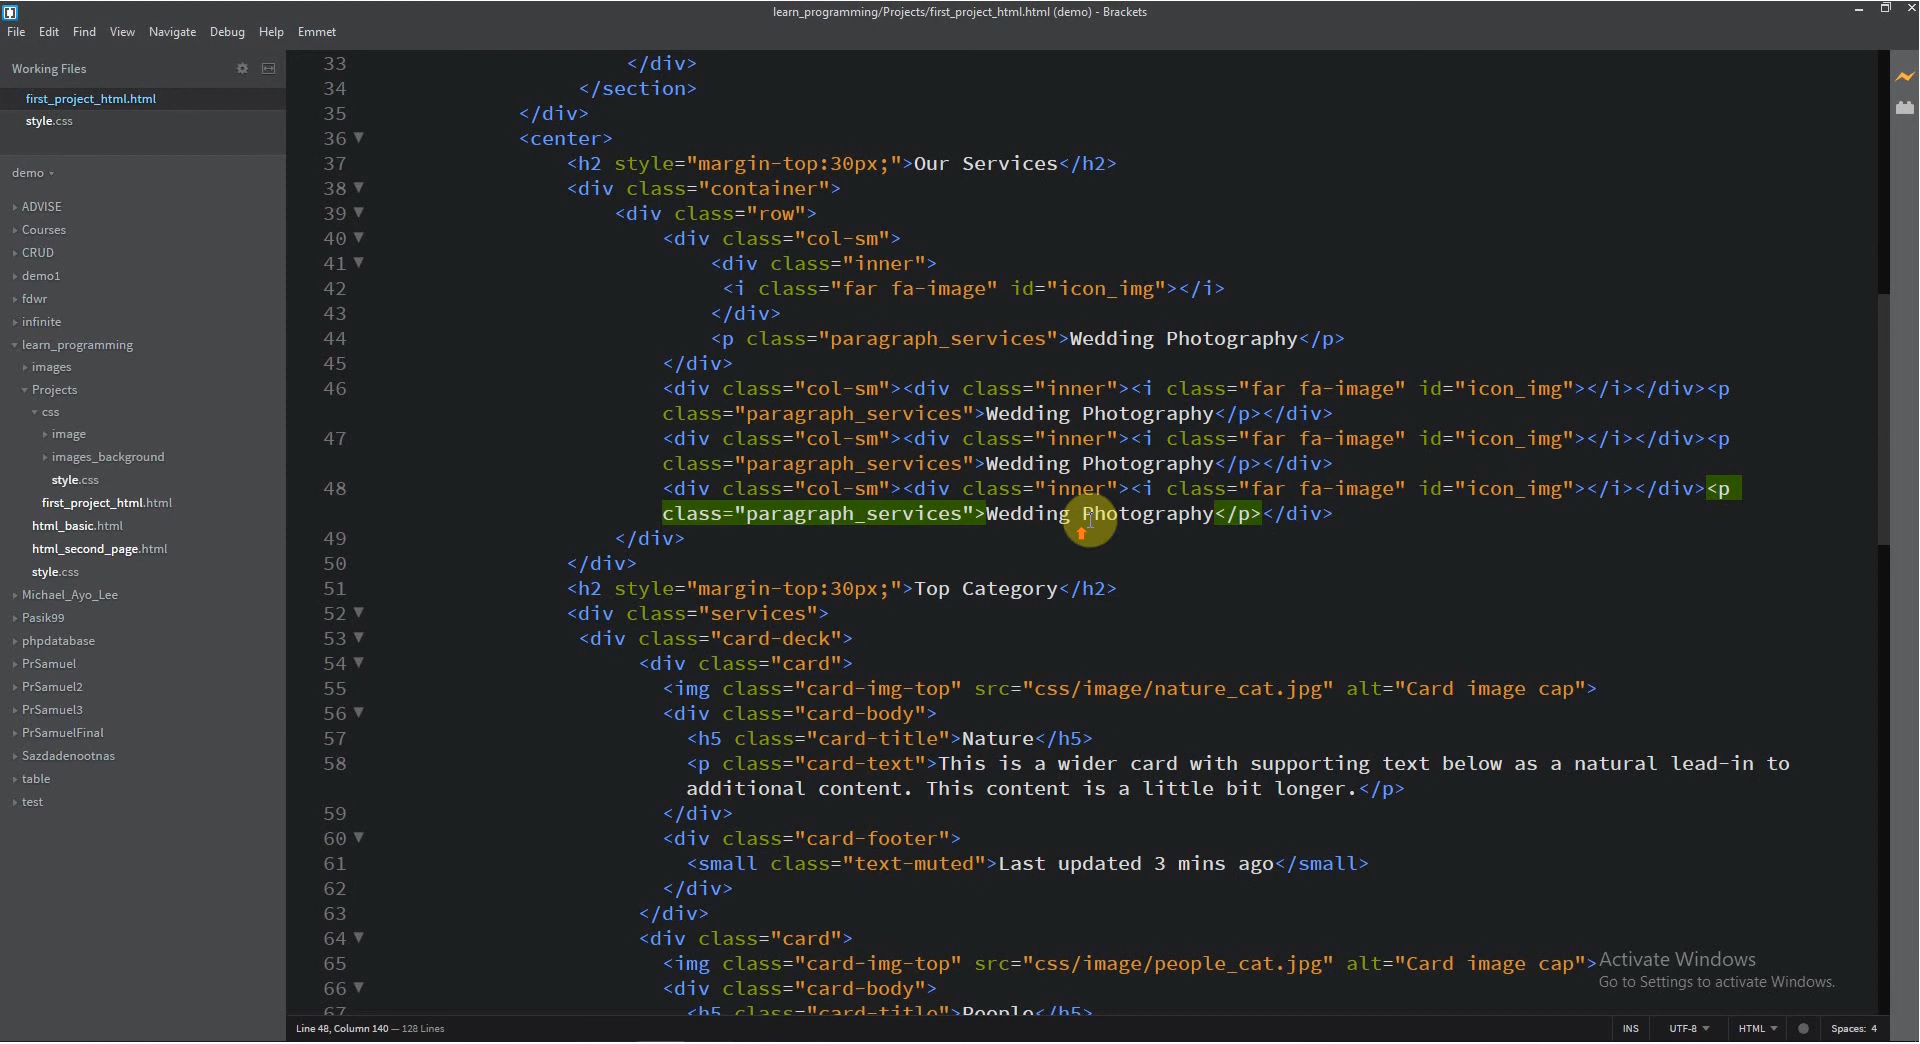 learn_programming/Projects/first_project_html.html (demo) - Brackets
File Edit Find View Navigate Debug Help Emmet
Working Files
first_project_html.html
style.css
demo
ADVISE
Courses
CRUD
demo1
fdwr
infinite
learn_programming
images
Projects
css
image
images_background
style.css
first_project_html.html
html_basic.html
html_second_page.html
style.css
Michael_Ayo_Lee
Pasik99
phpdatabase
PrSamuel
PrSamuel2
PrSamuel3
PrSamuelFinal
Sazdadenootnas
table
test
33 </div>
34 </section>
35 </div>
36 <center>
37 <h2 style="margin-top:30px;">Our Services</h2>
38 <div class="container">
39 <div class="row">
40 <div class="col-sm">
41 <div class="inner">
42 <i class="far fa-image" id="icon_img"></i>
43 </div>
44 <p class="paragraph_services">Wedding Photography</p>
45 </div>
46 <div class="col-sm"><div class="inner"><i class="far fa-image" id="icon_img"></i></div><p
class="paragraph_services">Wedding Photography</p></div>
47 <div class="col-sm"><div class="inner"><i class="far fa-image" id="icon_img"></i></div><p
class="paragraph_services">Wedding Photography</p></div>
48 <div class="col-sm"><div class="inner"><i class="far fa-image" id="icon_img"></i></div><p
class="paragraph_services">Wedding Photography</p></div>
49 </div>
50 </div>
51 <h2 style="margin-top:30px;">Top Category</h2>
52 <div class="services">
53 <div class="card-deck">
54 <div class="card">
55 <img class="card-img-top" src="css/image/nature_cat.jpg" alt="Card image cap">
56 <div class="card-body">
57 <h5 class="card-title">Nature</h5>
58 <p class="card-text">This is a wider card with supporting text below as a natural lead-in to
additional content. This content is a little bit longer.</p>
59 </div>
60 <div class="card-footer">
61 <small class="text-muted">Last updated 3 mins ago</small>
62 </div>
63 </div>
64 <div class="card">
65 <img class="card-img-top" src="css/image/people_cat.jpg" alt="Card image cap">
66 <div class="card-body">
67 <h5 class="card-title">People</h5>
Activate Windows
Go to Settings to activate Windows.
Line 48, Column 140 — 128 Lines
INS UTF-8 HTML Spaces: 4